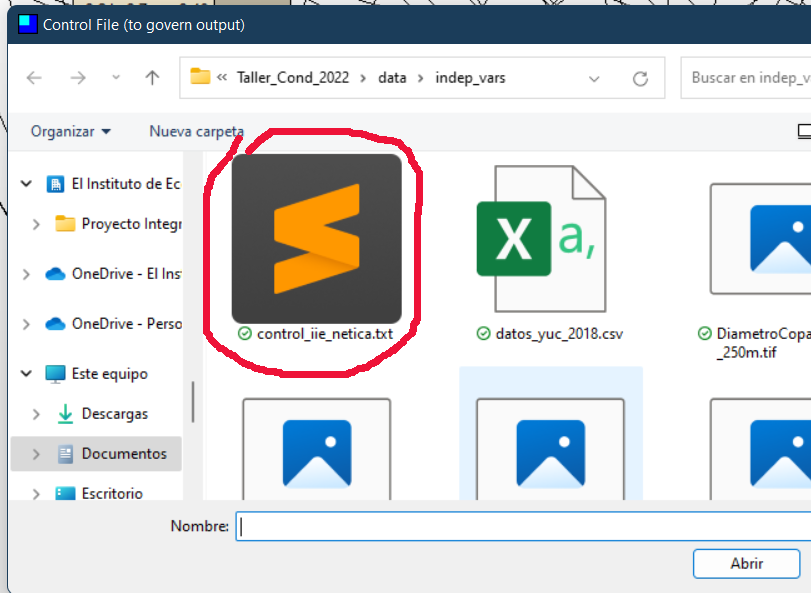 Control File (to govern output)
« Taller_Cond_2022 > data > indep_vars
Buscar en indep_v
Organizar
Nueva carpeta
El Instituto de Ec
Proyecto Integr
OneDrive - El Ins
OneDrive - Perso
Este equipo
Descargas
Documentos
Escritorio
control_iie_netica.txt
X a,
datos_yuc_2018.csv
DiametroCopa
_250m.tif
Nombre:
Abrir